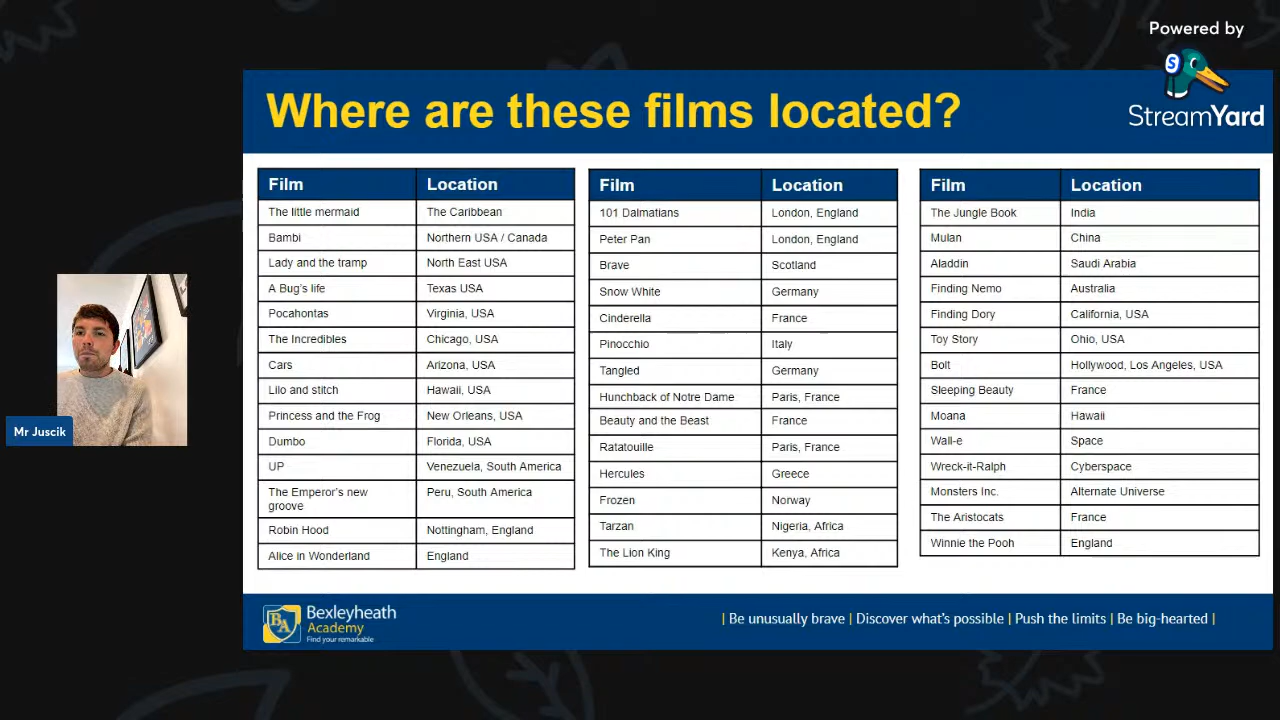 Powered by
StreamYard
Where are these films located?
Film Location
The little mermaid The Caribbean
Bambi Northern USA / Canada
Lady and the tramp North East USA
A Bug's life Texas USA
Pocahontas Virginia, USA
The Incredibles Chicago, USA
Cars Arizona, USA
Lilo and stitch Hawaii, USA
Princess and the Frog New Orleans, USA
Dumbo Florida, USA
UP Venezuela, South America
The Emperor's new Peru, South America
groove
Robin Hood Nottingham, England
Alice in Wonderland England
Film Location
101 Dalmatians London, England
Peter Pan London, England
Brave Scotland
Snow White Germany
Cinderella France
Pinocchio Italy
Tangled Germany
Hunchback of Notre Dame Paris, France
Beauty and the Beast France
Ratatouille Paris, France
Hercules Greece
Frozen Norway
Tarzan Nigeria, Africa
The Lion King Kenya, Africa
Film Location
The Jungle Book India
Mulan China
Aladdin Saudi Arabia
Finding Nemo Australia
Finding Dory California, USA
Toy Story Ohio, USA
Bolt Hollywood, Los Angeles, USA
Sleeping Beauty France
Moana Hawaii
Wall-e Space
Wreck-it-Ralph Cyberspace
Monsters Inc. Alternate Universe
The Aristocats France
Winnie the Pooh England
Mr Juscik
BA
Bexleyheath
Academy
Find your remarkable
| Be unusually brave | Discover what's possible | Push the limits | Be big-hearted |